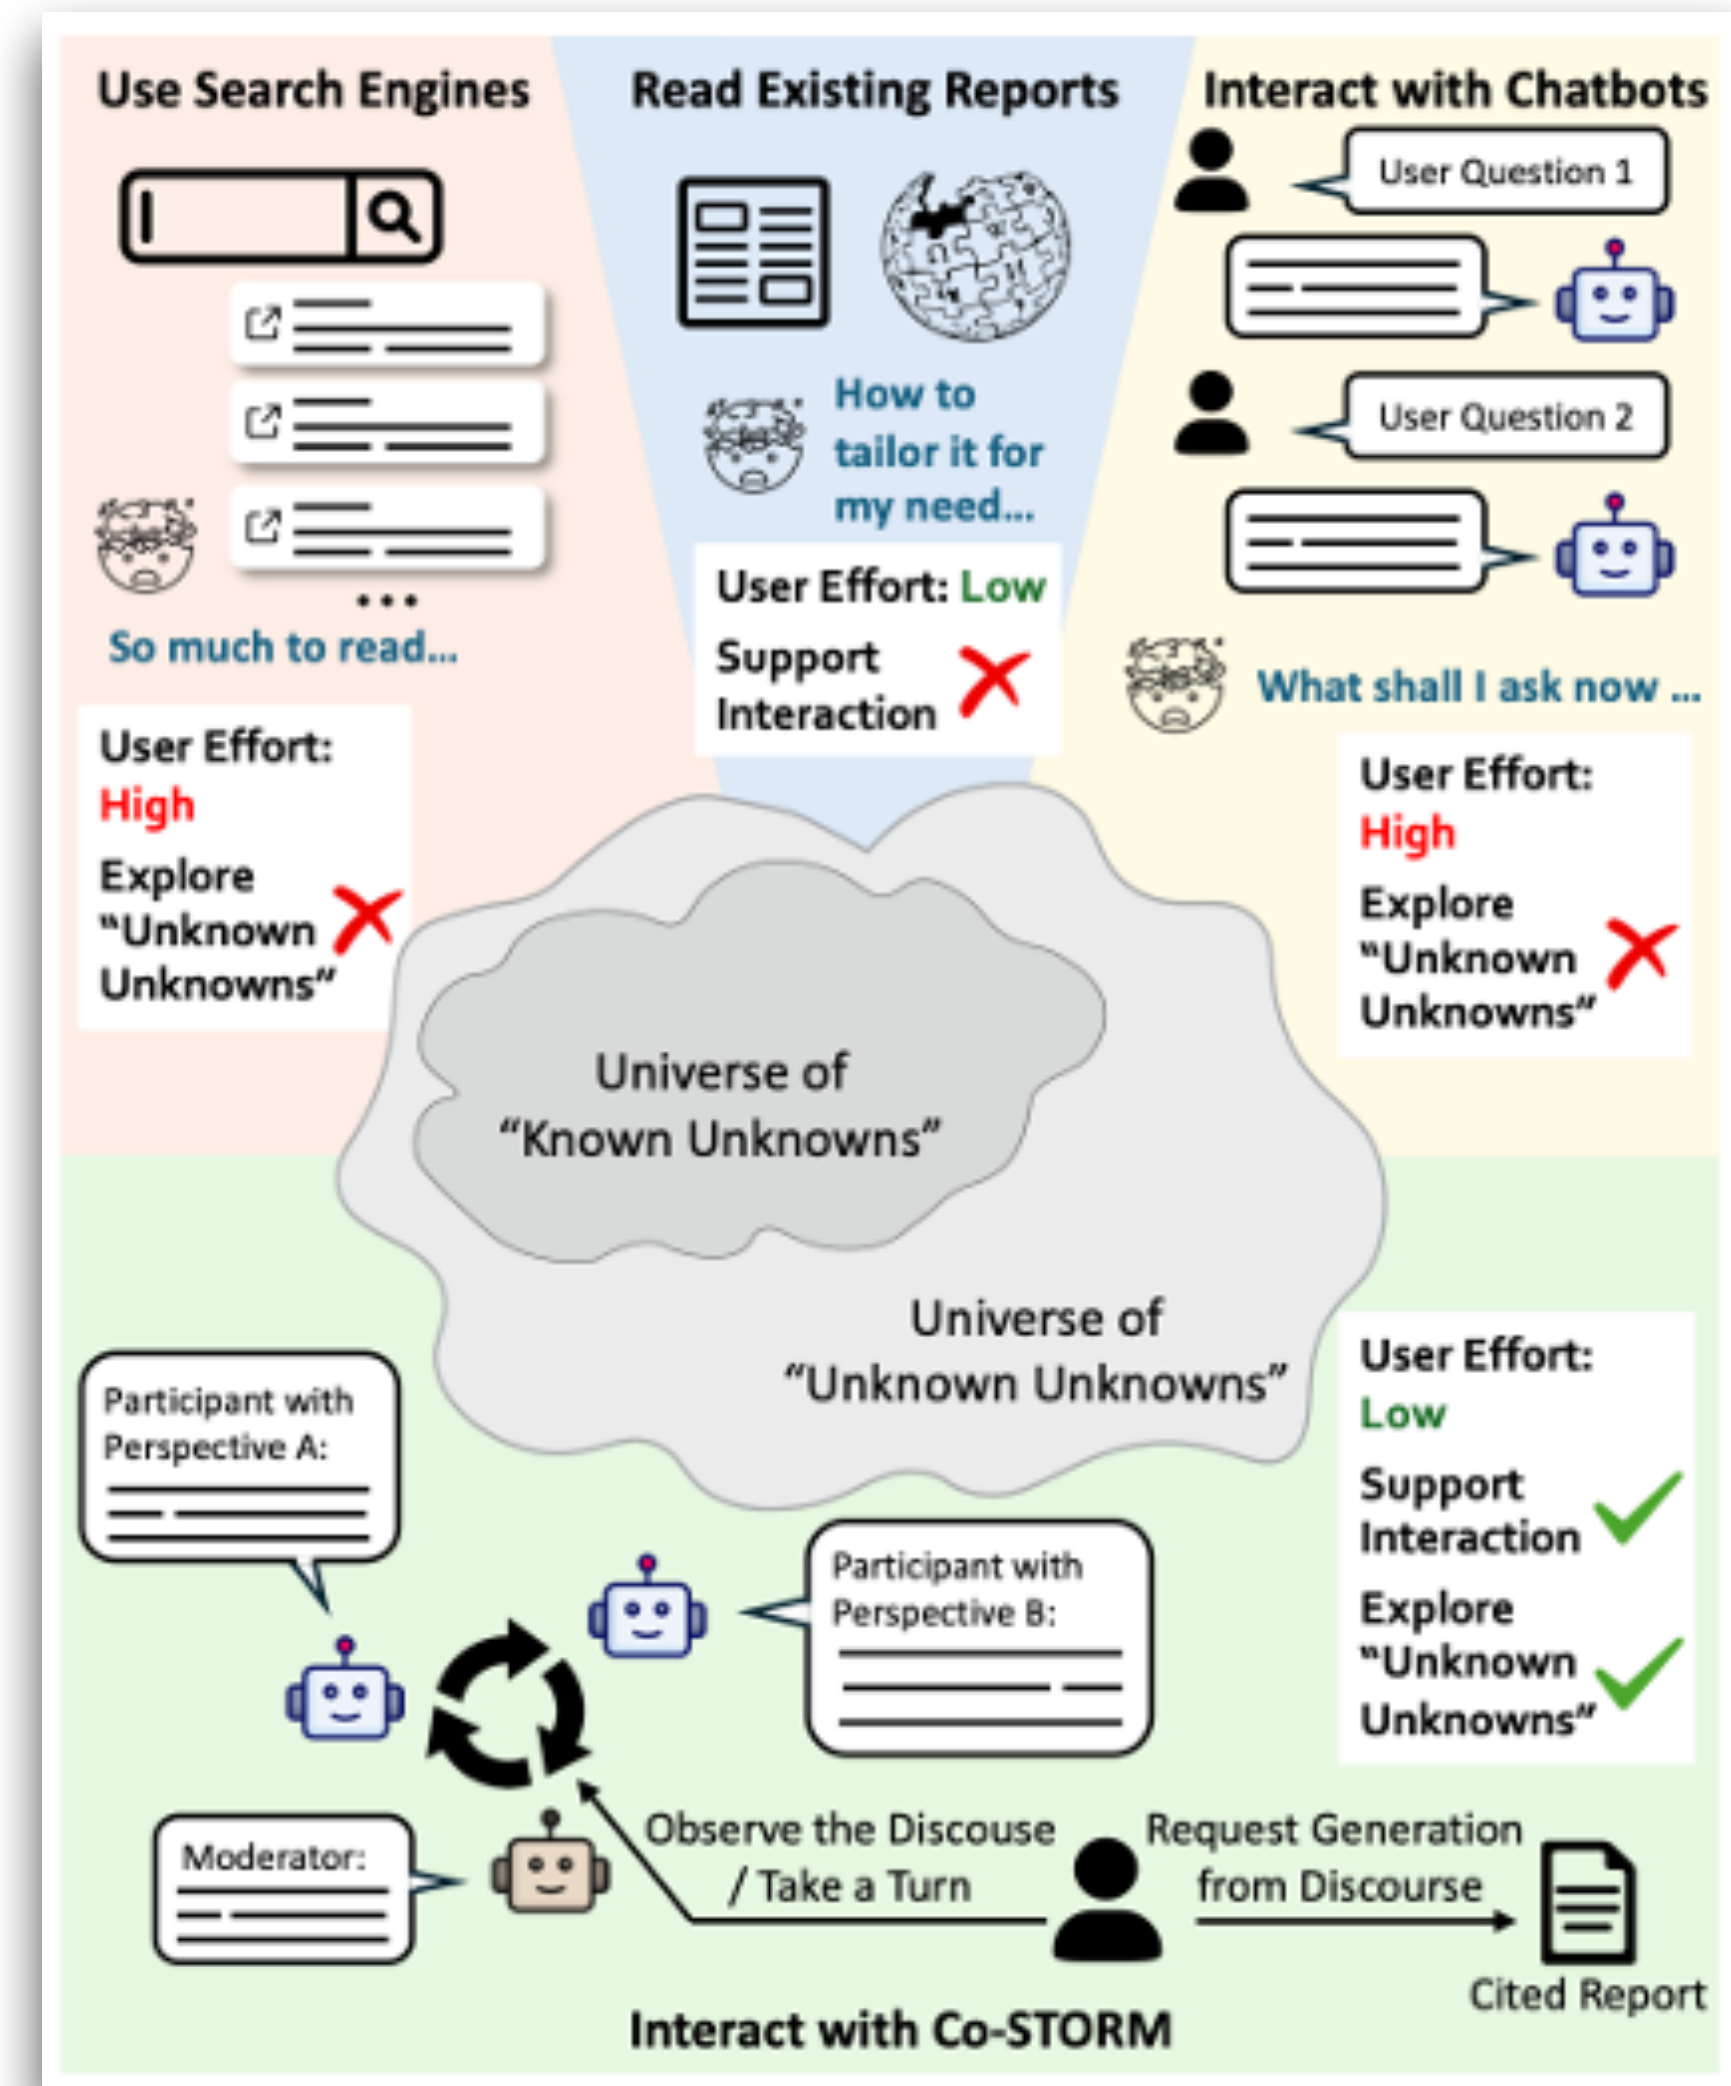 Use Search Engines
So much to read...
User Effort:
High
Explore
"Unknown
Unknowns"
Read Existing Reports
How to
tailor it for
my need...
User Effort: Low
Support
Interaction
Interact with Chatbots
User Question 1
User Question 2
What shall I ask now ...
User Effort:
High
Explore
"Unknown
Unknowns"
Universe of
"Known Unknowns"
Universe of
"Unknown Unknowns"
User Effort:
Low
Support
Interaction
Explore
"Unknown
Unknowns"
Participant with
Perspective A:
Participant with
Perspective B:
Moderator:
Observe the Discouse
/ Take a Turn
Request Generation
from Discourse
Cited Report
Interact with Co-STORM